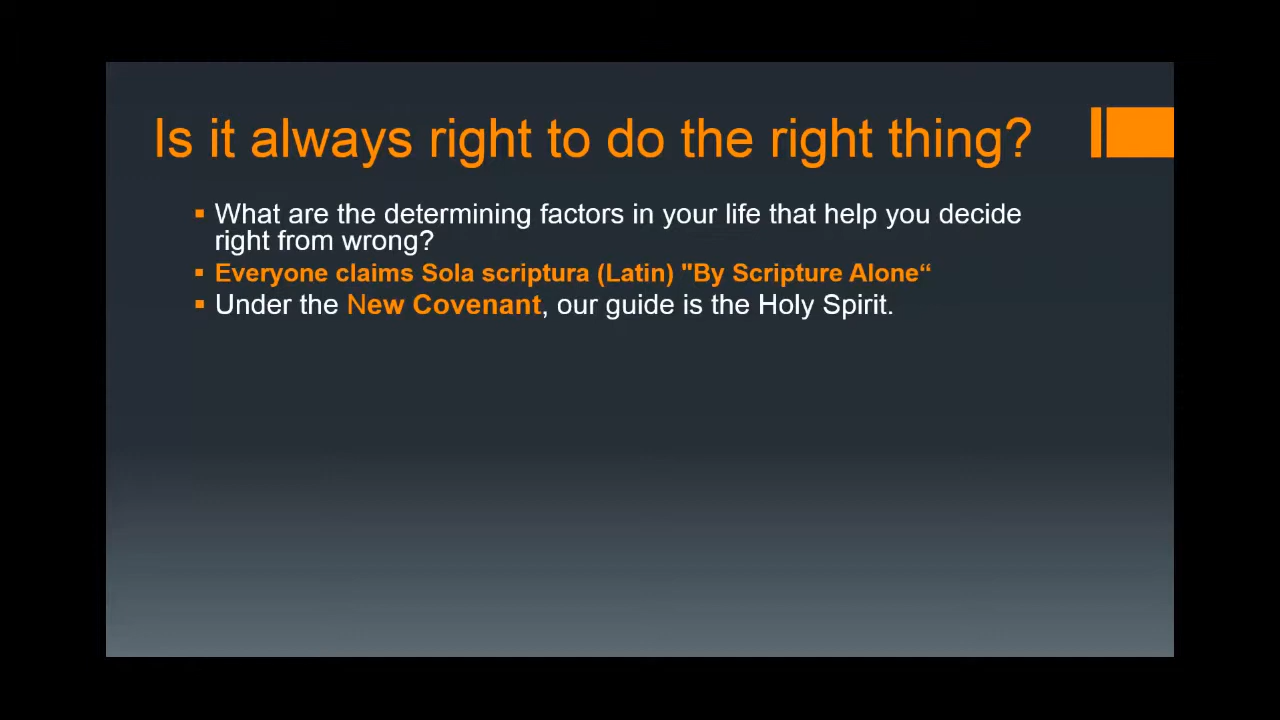 Is it always right to do the right thing?
▪ What are the determining factors in your life that help you decide
right from wrong?
▪ Everyone claims Sola scriptura (Latin) "By Scripture Alone“
▪ Under the New Covenant, our guide is the Holy Spirit.